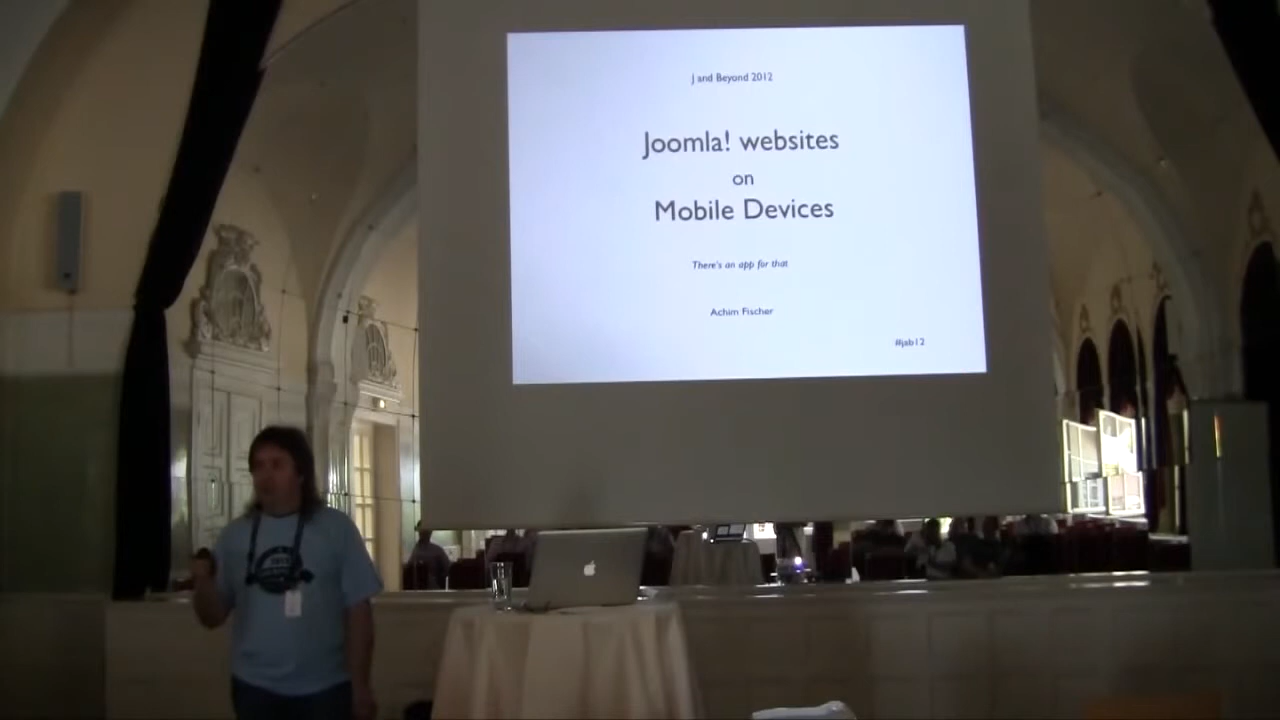 J and Beyond 2012
Joomla! websites
on
Mobile Devices
There's an app for that
Achim Fischer
#jab12